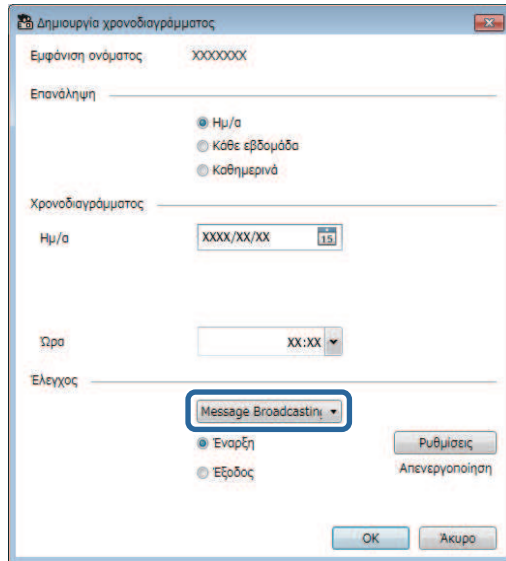 Δημιουργία χρονοδιαγράμματος
Εμφάνιση ονόματος XXXXXXX
Επανάληψη
Ημ/α
Κάθε εβδομάδα
Καθημερινά
Χρονοδιαγράμματος
Ημ/α XXXX/XX/XX 15
Ώρα XX:XX
Έλεγχος
Message Broadcasting
Έναρξη Ρυθμίσεις
Έξοδος Απενεργοποίηση
OK Άκυρο